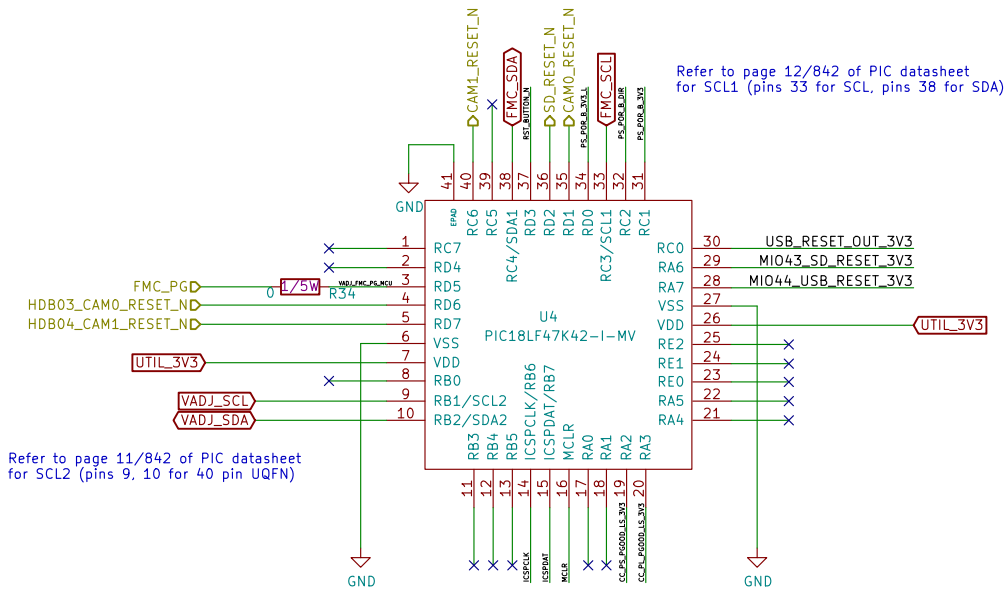 CAM1_RESET_N
FMC_SDA
RST_BUTTON_N
SD_RESET_N
CAM0_RESET_N
PS_POR_B_3V3_L
FMC_SCL
PS_POR_B_DIR
PS_POR_B_3V3
Refer to page 12/842 of PIC datasheet
for SCL1 (pins 33 for SCL, pins 38 for SDA)
41
40
39
38
37
36
35
34
33
32
31
GND
EPAD
RC6
RC5
RC4/SDA1
RD3
RD2
RD1
RD0
RC3/SCL1
RC2
RC1
1 RC7
2 RD4
FMC_PG 0 1/5W R34 VADJ_FMC_PG_MCU 3 RD5
HDB03_CAM0_RESET_N 4 RD6
HDB04_CAM1_RESET_N 5 RD7
6 VSS
UTIL_3V3 7 VDD
8 RB0
VADJ_SCL 9 RB1/SCL2
VADJ_SDA 10 RB2/SDA2
U4
PIC18LF47K42-I-MV
RC0 30 USB_RESET_OUT_3V3
RA6 29 MIO43_SD_RESET_3V3
RA7 28 MIO44_USB_RESET_3V3
VSS 27
VDD 26 UTIL_3V3
RE2 25
RE1 24
RE0 23
RA5 22
RA4 21
Refer to page 11/842 of PIC datasheet
for SCL2 (pins 9, 10 for 40 pin UQFN)
RB3
RB4
RB5
ICSPCLK/RB6
ICSPDAT/RB7
MCLR
RA0
RA1
RA2
RA3
11
12
13
14
15
16
17
18
19
20
ICSPCLK
ICSPDAT
MCLR
CC_PS_PGOOD_LS_3V3
CC_PL_PGOOD_LS_3V3
GND
GND